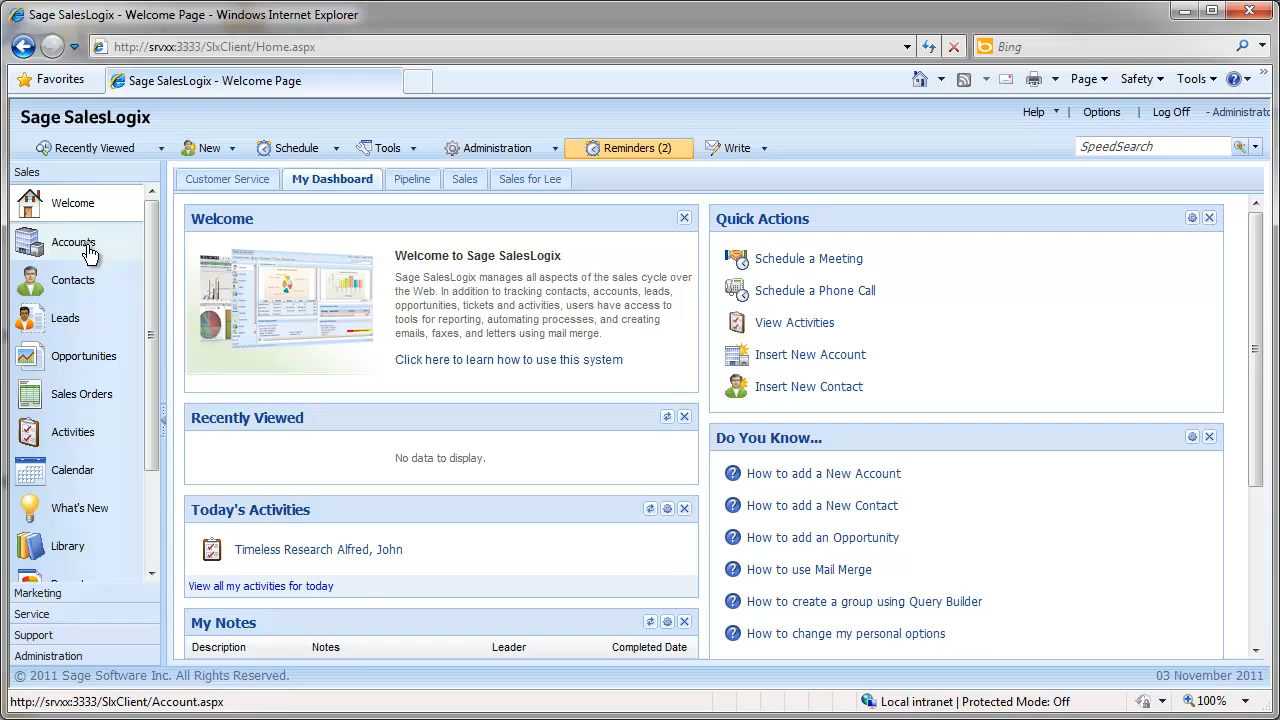 Sage SalesLogix - Welcome Page - Windows Internet Explorer
http://srvxx:3333/SlxClient/Home.aspx
Bing
Favorites
Sage SalesLogix - Welcome Page
Page
Safety
Tools
Sage SalesLogix
Help
Options
Log Off
- Administrato
Recently Viewed
New
Schedule
Tools
Administration
Reminders (2)
Write
SpeedSearch
Sales
Welcome
Accounts
Contacts
Leads
Opportunities
Sales Orders
Activities
Calendar
What's New
Library
Marketing
Service
Support
Administration
Customer Service
My Dashboard
Pipeline
Sales
Sales for Lee
Welcome
Welcome to Sage SalesLogix
Sage SalesLogix manages all aspects of the sales cycle over
the Web. In addition to tracking contacts, accounts, leads,
opportunities, tickets and activities, users have access to
tools for reporting, automating processes, and creating
emails, faxes, and letters using mail merge.
Click here to learn how to use this system
Recently Viewed
No data to display.
Today's Activities
Timeless Research Alfred, John
View all my activities for today
My Notes
Description Notes Leader Completed Date
Quick Actions
Schedule a Meeting
Schedule a Phone Call
View Activities
Insert New Account
Insert New Contact
Do You Know...
How to add a New Account
How to add a New Contact
How to add an Opportunity
How to use Mail Merge
How to create a group using Query Builder
How to change my personal options
© 2011 Sage Software Inc. All Rights Reserved.
03 November 2011
http://srvxx:3333/SlxClient/Account.aspx
Local intranet | Protected Mode: Off
100%